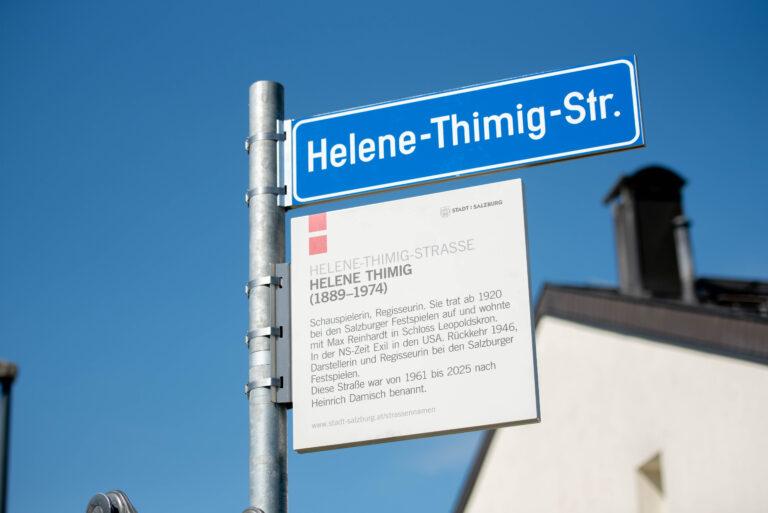 Helene-Thimig-Str.
STADT : SALZBURG
HELENE-THIMIG-STRASSE
HELENE THIMIG
(1889–1974)
Schauspielerin, Regisseurin. Sie trat ab 1920
bei den Salzburger Festspielen auf und wohnte
mit Max Reinhardt in Schloss Leopoldskron.
In der NS-Zeit Exil in den USA. Rückkehr 1946,
Darstellerin und Regisseurin bei den Salzburger
Festspielen.
Diese Straße war von 1961 bis 2025 nach
Heinrich Damisch benannt.
www.stadt-salzburg.at/strassennamen